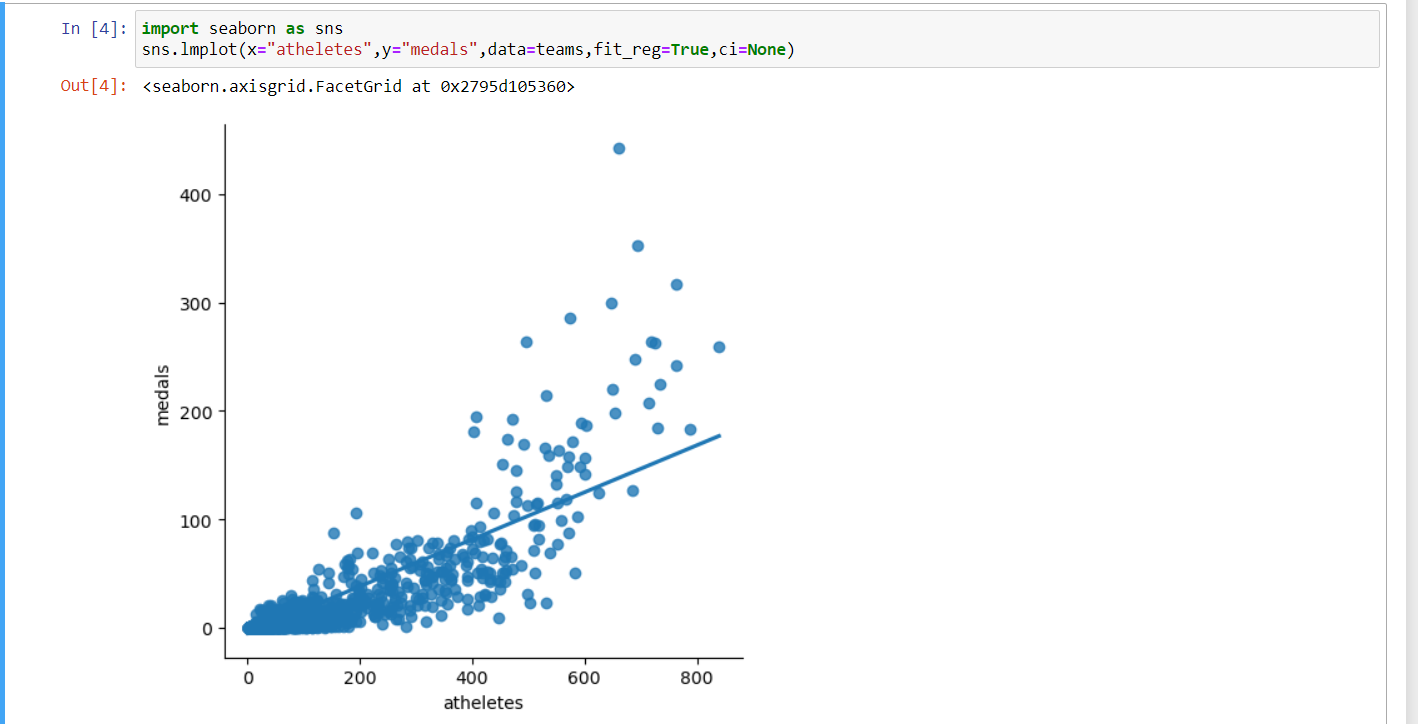 In [4]: import seaborn as sns
sns.lmplot(x="atheletes",y="medals",data=teams,fit_reg=True,ci=None)
Out[4]: <seaborn.axisgrid.FacetGrid at 0x2795d105360>
400
300
200
100
0
medals
0 200 400 600 800
atheletes